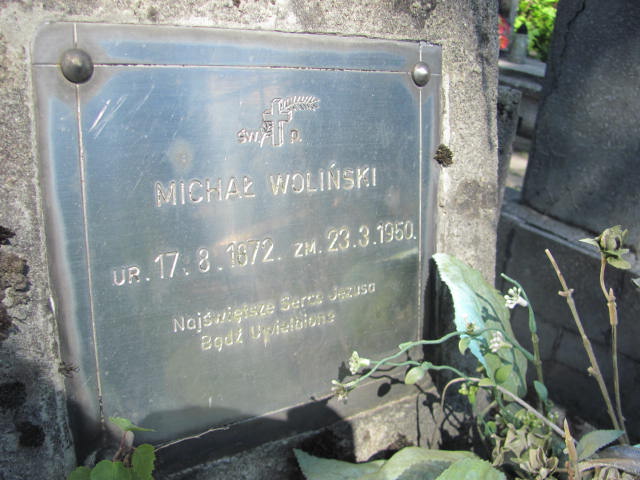 śW. P.
MICHAŁ WOLIŃSKI
UR. 17.8.1872. ZM. 23.3.1950.
Najświętsze Serce Jezusa
Bądź Uwielbione